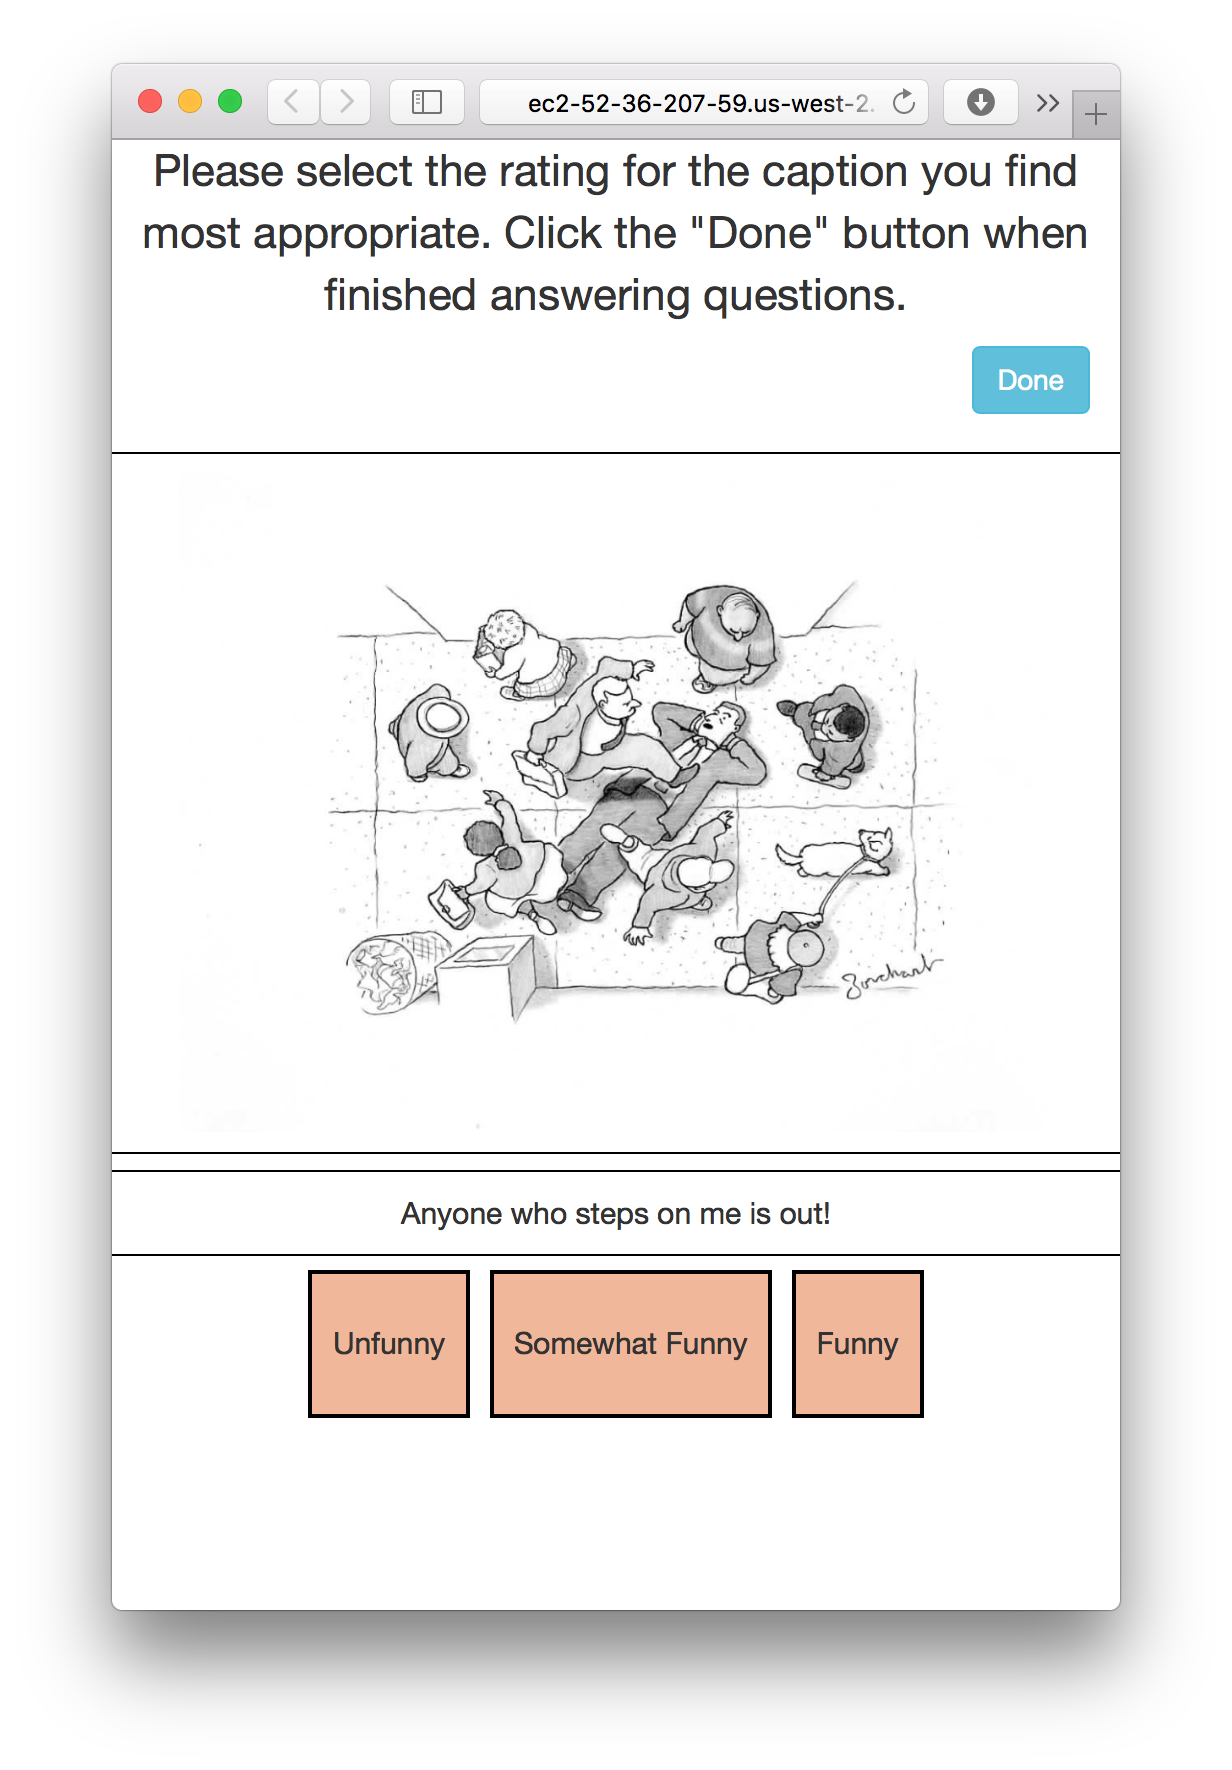 ec2-52-36-207-59.us-west-2.
Please select the rating for the caption you find
most appropriate. Click the "Done" button when
finished answering questions.
Done
Anyone who steps on me is out!
Unfunny
Somewhat Funny
Funny